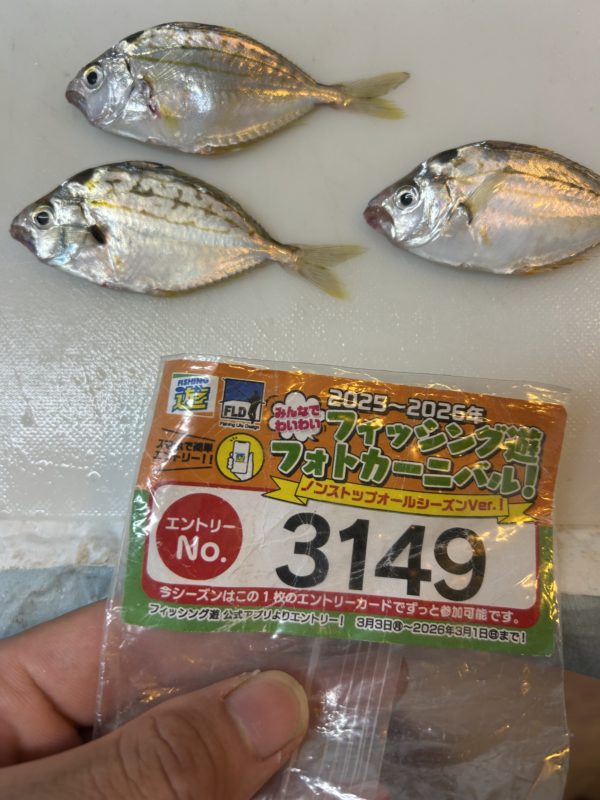 FISHING
遊
FLD
Fishing Life Design
2025〜2026年
みんなで
わいわい
フィッシング遊
フォトカーニバル!
スマホで簡単
エントリー!!
ノンストップオールシーズンVer.!
エントリー
No.
3149
今シーズンはこの1枚のエントリーカードでずっと参加可能です。
フィッシング遊 公式アプリよりエントリー! 3月3日㊊〜2026年3月1日㊐まで!